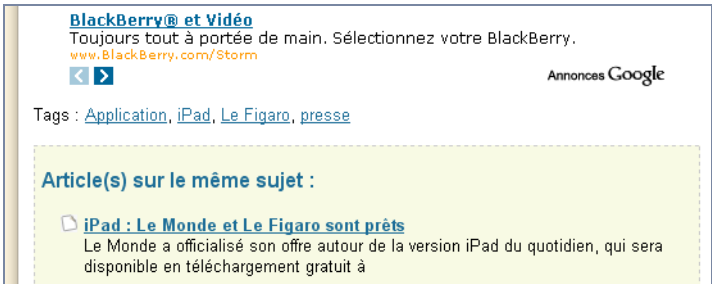 BlackBerry® et Vidéo
Toujours tout à portée de main. Sélectionnez votre BlackBerry.
www.BlackBerry.com/Storm
Annonces Google
Tags : Application, iPad, Le Figaro, presse
Article(s) sur le même sujet :
iPad : Le Monde et Le Figaro sont prêts
Le Monde a officialisé son offre autour de la version iPad du quotidien, qui sera
disponible en téléchargement gratuit à